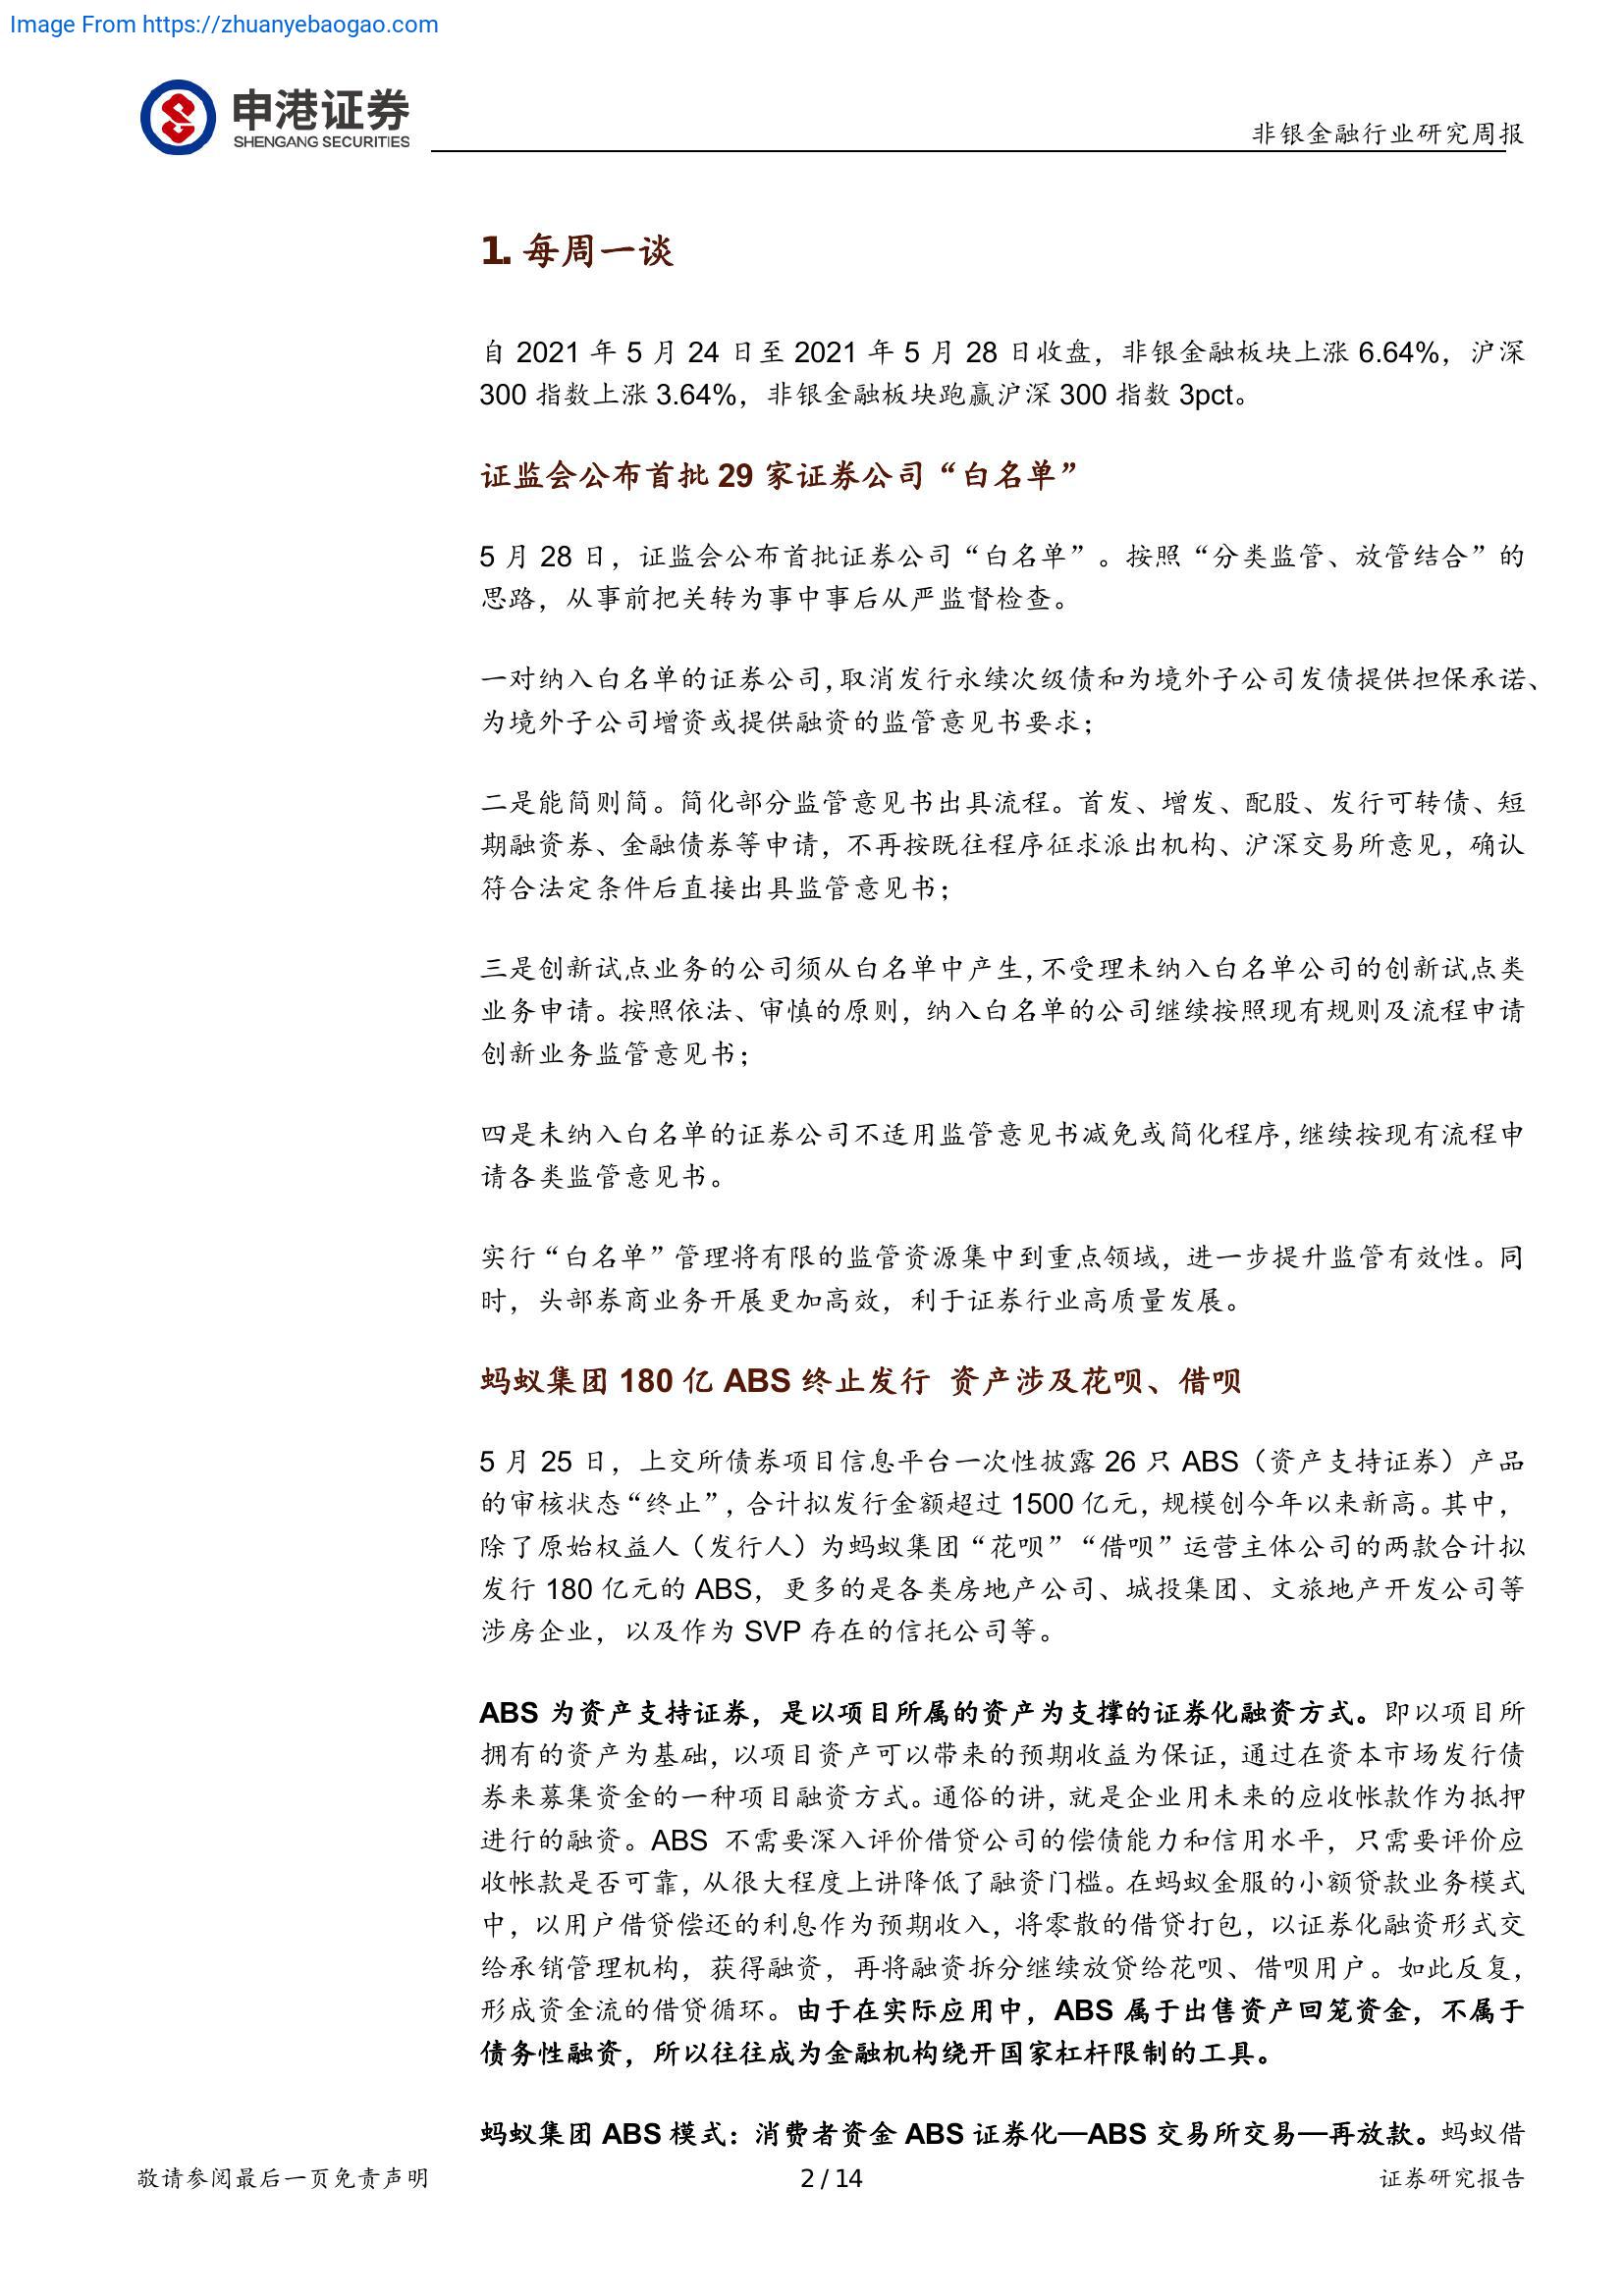 Image From https://zhuanyebaogao.com
申港证券
SHENGANG SECURITIES
非银金融行业研究周报
1. 每周一谈
自 2021 年 5 月 24 日至 2021 年 5 月 28 日收盘，非银金融板块上涨 6.64%，沪深
300 指数上涨 3.64%，非银金融板块跑赢沪深 300 指数 3pct。
证监会公布首批 29 家证券公司“白名单”
5 月 28 日，证监会公布首批证券公司“白名单”。按照“分类监管、放管结合”的
思路，从事前把关转为事中事后从严监督检查。
一对纳入白名单的证券公司，取消发行永续次级债和为境外子公司发债提供担保承诺、
为境外子公司增资或提供融资的监管意见书要求；
二是能简则简。简化部分监管意见书出具流程。首发、增发、配股、发行可转债、短
期融资券、金融债券等申请，不再按既往程序征求派出机构、沪深交易所意见，确认
符合法定条件后直接出具监管意见书；
三是创新试点业务的公司须从白名单中产生，不受理未纳入白名单公司的创新试点类
业务申请。按照依法、审慎的原则，纳入白名单的公司继续按照现有规则及流程申请
创新业务监管意见书；
四是未纳入白名单的证券公司不适用监管意见书减免或简化程序，继续按现有流程申
请各类监管意见书。
实行“白名单”管理将有限的监管资源集中到重点领域，进一步提升监管有效性。同
时，头部券商业务开展更加高效，利于证券行业高质量发展。
蚂蚁集团 180 亿 ABS 终止发行 资产涉及花呗、借呗
5 月 25 日，上交所债券项目信息平台一次性披露 26 只 ABS（资产支持证券）产品
的审核状态“终止”，合计拟发行金额超过 1500 亿元，规模创今年以来新高。其中，
除了原始权益人（发行人）为蚂蚁集团“花呗”“借呗”运营主体公司的两款合计拟
发行 180 亿元的 ABS，更多的是各类房地产公司、城投集团、文旅地产开发公司等
涉房企业，以及作为 SVP 存在的信托公司等。
ABS 为资产支持证券，是以项目所属的资产为支撑的证券化融资方式。即以项目所
拥有的资产为基础，以项目资产可以带来的预期收益为保证，通过在资本市场发行债
券来募集资金的一种项目融资方式。通俗的讲，就是企业用未来的应收帐款作为抵押
进行的融资。ABS 不需要深入评价借贷公司的偿债能力和信用水平，只需要评价应
收帐款是否可靠，从很大程度上讲降低了融资门槛。在蚂蚁金服的小额贷款业务模式
中，以用户借贷偿还的利息作为预期收入，将零散的借贷打包，以证券化融资形式交
给承销管理机构，获得融资，再将融资拆分继续放贷给花呗、借呗用户。如此反复，
形成资金流的借贷循环。由于在实际应用中，ABS 属于出售资产回笼资金，不属于
债务性融资，所以往往成为金融机构绕开国家杠杆限制的工具。
蚂蚁集团 ABS 模式：消费者资金 ABS 证券化—ABS 交易所交易—再放款。蚂蚁借
敬请参阅最后一页免责声明
2 / 14
证券研究报告